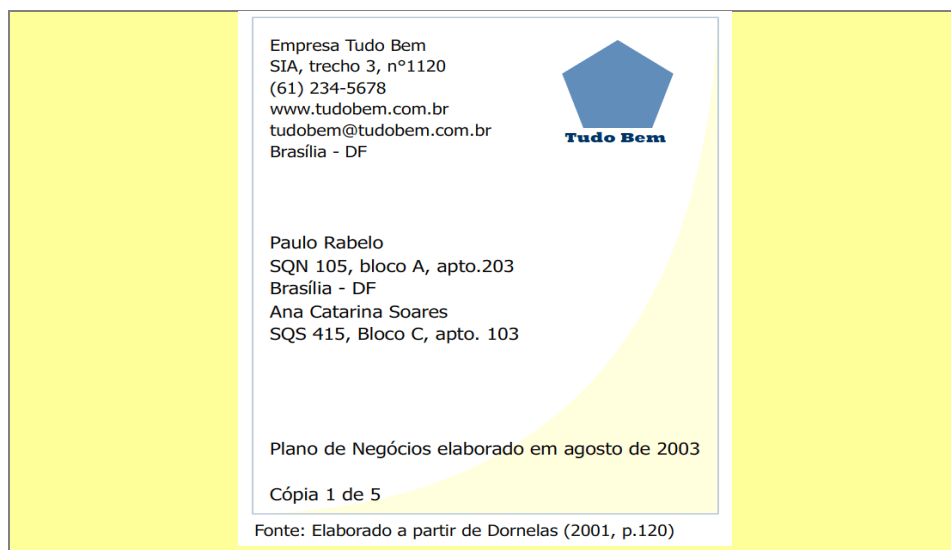 Empresa Tudo Bem
SIA, trecho 3, n°1120
(61) 234-5678
www.tudobem.com.br
tudobem@tudobem.com.br
Brasília - DF
Tudo Bem
Paulo Rabelo
SQN 105, bloco A, apto.203
Brasília - DF
Ana Catarina Soares
SQS 415, Bloco C, apto. 103
Plano de Negócios elaborado em agosto de 2003
Cópia 1 de 5
Fonte: Elaborado a partir de Dornelas (2001, p.120)